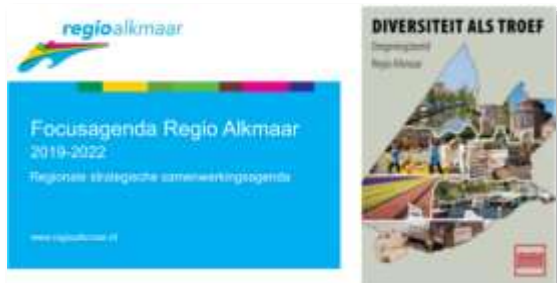 regioalkmaar
Focusagenda Regio Alkmaar
2019-2022
Regionale strategische samenwerkingsagenda
www.regioalkmaar.nl
DIVERSITEIT ALS TROEF
Omgevingsbeeld
Regio Alkmaar